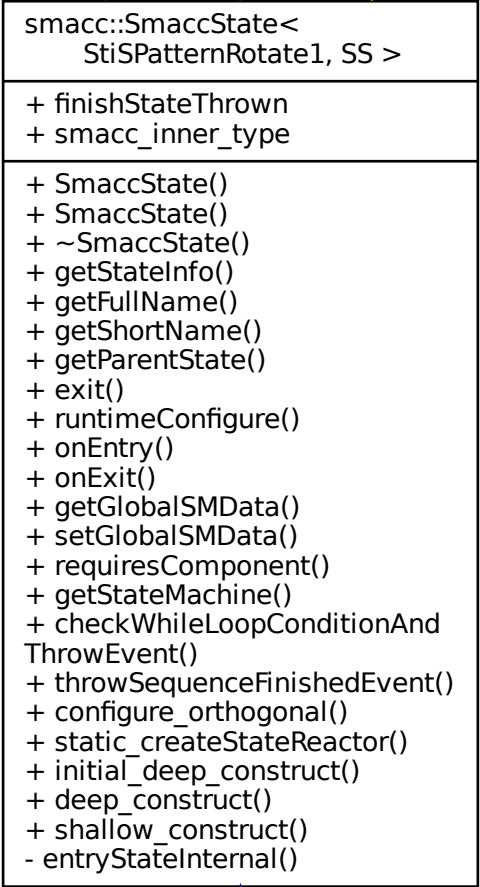 smacc::SmaccState<
StiSPatternRotate1, SS >
+ finishStateThrown
+ smacc_inner_type
+ SmaccState()
+ SmaccState()
+ ~SmaccState()
+ getStateInfo()
+ getFullName()
+ getShortName()
+ getParentState()
+ exit()
+ runtimeConfigure()
+ onEntry()
+ onExit()
+ getGlobalSMData()
+ setGlobalSMData()
+ requiresComponent()
+ getStateMachine()
+ checkWhileLoopConditionAnd
ThrowEvent()
+ throwSequenceFinishedEvent()
+ configure_orthogonal()
+ static_createStateReactor()
+ initial_deep_construct()
+ deep_construct()
+ shallow_construct()
- entryStateInternal()